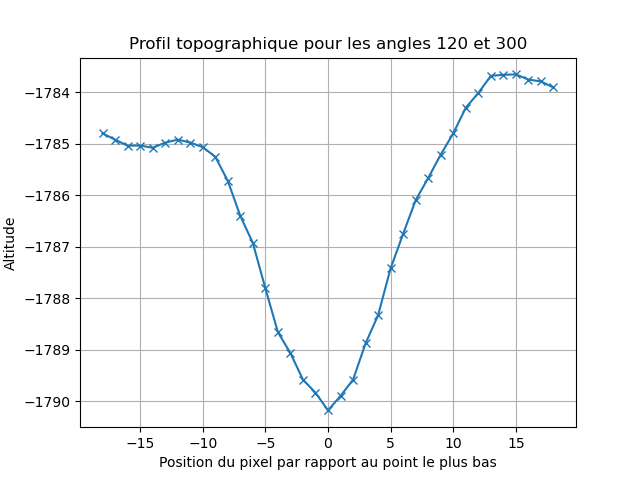 Profil topographique pour les angles 120 et 300
−1784
−1785
−1786
−1787
−1788
−1789
−1790
Altitude
−15 −10 −5 0 5 10 15
Position du pixel par rapport au point le plus bas